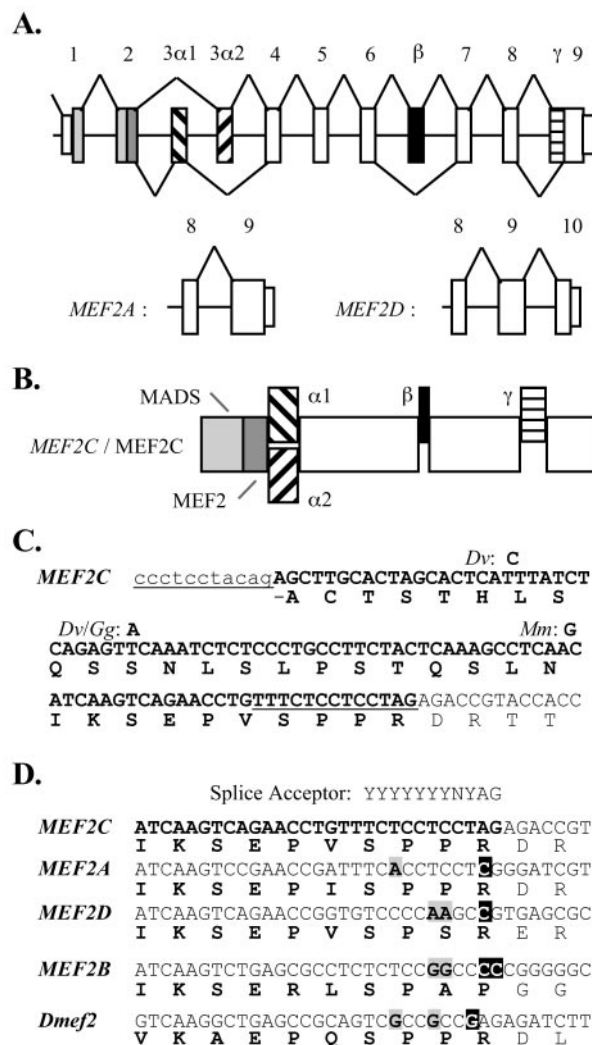 A.
1 2 3α1 3α2 4 5 6 β 7 8 γ 9
8 9 8 9 10
MEF2A : MEF2D :
B.
MADS α1 β γ
MEF2C / MEF2C
MEF2 α2
C.
Dv: C
MEF2C ccctcctacagAGCTTGCACTAGCACTCATTTATCT
-A C T S T H L S
Dv/Gg: A Mm: G
CAGAGTTCAAATCTCTCCCTGCCTTCTACTCAAAGCCTCAAC
Q S S N L S L P S T Q S L N
ATCAAGTCAGAACCTGTTTCTCCTCCTAGAGACCGTACCACC
I K S E P V S P P R D R T T
D.
Splice Acceptor: YYYYYYYNYAG
MEF2C ATCAAGTCAGAACCTGTTTCTCCTCCTAGAGACCGT
I K S E P V S P P R D R
MEF2A ATCAAGTCCGAACCGATTTCACCTCCTCGGGATCGT
I K S E P I S P P R D R
MEF2D ATCAAGTCAGAACCGGTGTCCCCAAGCCGTGAGCGC
I K S E P V S P S R E R
MEF2B ATCAAGTCTGAGCGCCTCTCTCCGGCCCCCGGGGGC
I K S E R L S P A P G G
Dmef2 GTCAAGGCTGAGCCGCAGTCGCCGCCGAGAGATCTT
V K A E P Q S P P R D L